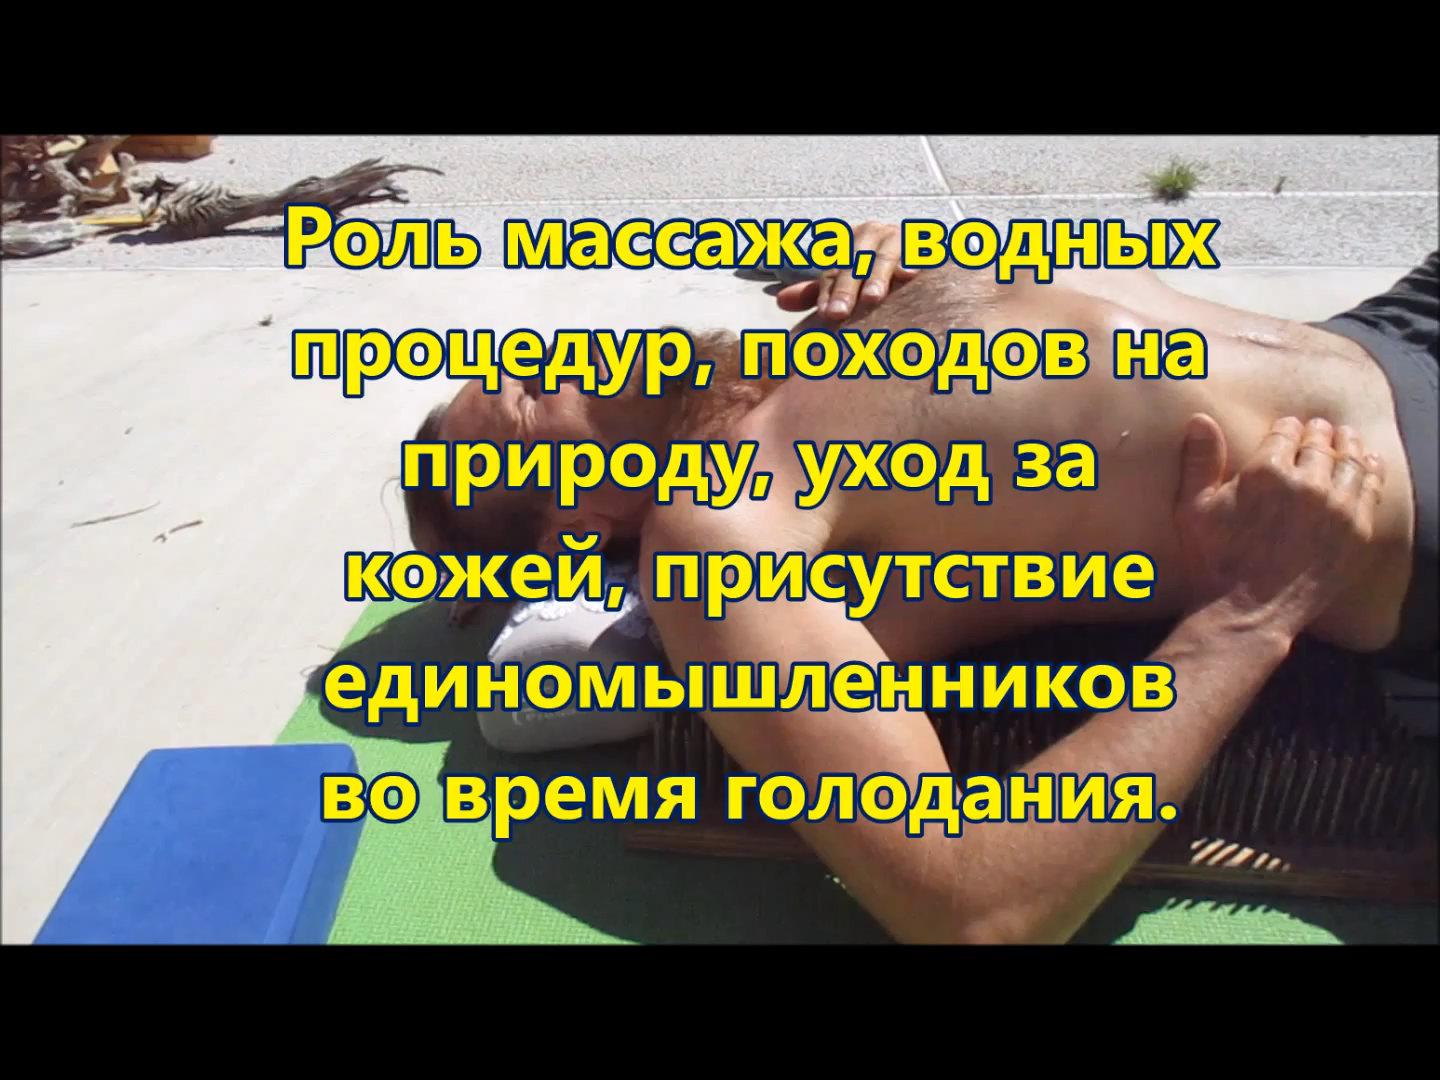 Роль массажа, водных
процедур, походов на
природу, уход за
кожей, присутствие
единомышленников
во время голодания.